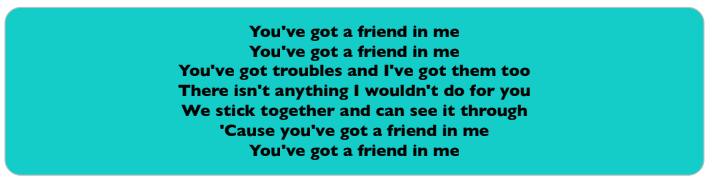 You've got a friend in me
You've got a friend in me
You've got troubles and I've got them too
There isn't anything I wouldn't do for you
We stick together and can see it through
'Cause you've got a friend in me
You've got a friend in me